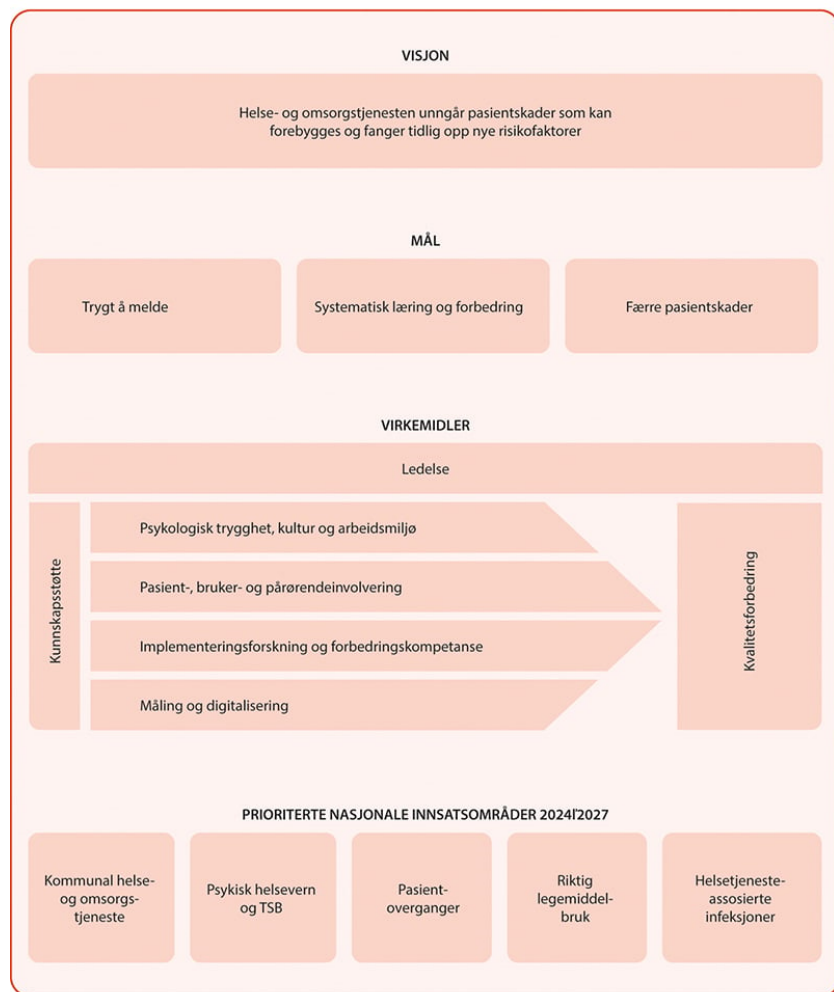 VISJON
Helse- og omsorgstjenesten unngår pasientskader som kan
forebygges og fanger tidlig opp nye risikofaktorer
MÅL
Trygt å melde
Systematisk læring og forbedring
Færre pasientskader
VIRKEMIDLER
Ledelse
Kunnskapsstøtte
Psykologisk trygghet, kultur og arbeidsmiljø
Pasient-, bruker- og pårørendeinvolvering
Implementeringsforskning og forbedringskompetanse
Måling og digitalisering
Kvalitetsforbedring
PRIORITERTE NASJONALE INNSATSOMRÅDER 2024ľ2027
Kommunal helse-
og omsorgs-
tjeneste
Psykisk helsevern
og TSB
Pasient-
overganger
Riktig
legemiddel-
bruk
Helsetjeneste-
assosierte
infeksjoner